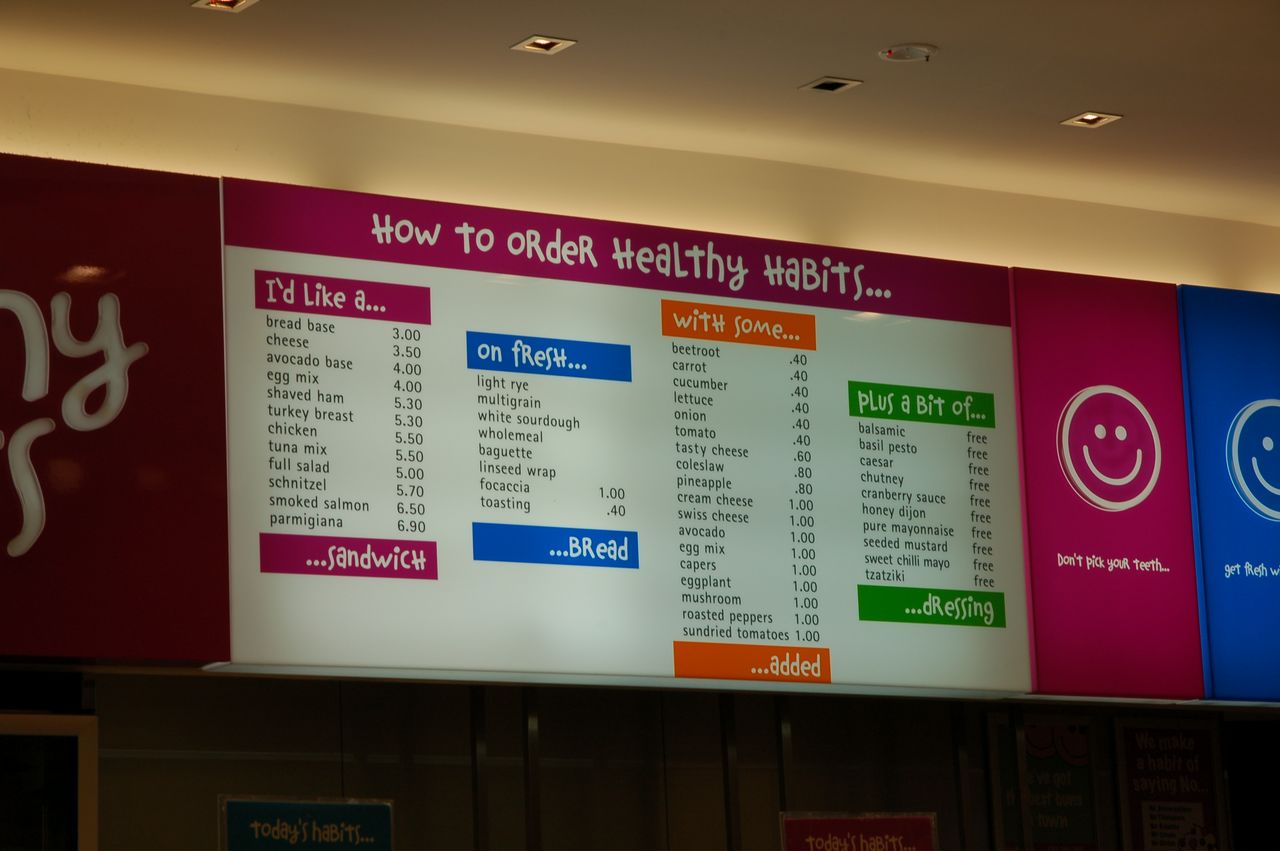 How to order Healthy Habits...
I'd like a...
bread base 3.00
cheese 3.50
avocado base 4.00
egg mix 4.00
shaved ham 5.30
turkey breast 5.30
chicken 5.50
tuna mix 5.50
full salad 5.00
schnitzel 5.70
smoked salmon 6.50
parmigiana 6.90
...sandwich
on fresh...
light rye
multigrain
white sourdough
wholemeal
baguette
linseed wrap
focaccia 1.00
toasting .40
...bread
with some...
beetroot .40
carrot .40
cucumber .40
lettuce .40
onion .40
tomato .40
tasty cheese .60
coleslaw .80
pineapple .80
cream cheese 1.00
swiss cheese 1.00
avocado 1.00
egg mix 1.00
capers 1.00
eggplant 1.00
mushroom 1.00
roasted peppers 1.00
sundried tomatoes 1.00
...added
plus a bit of...
balsamic free
basil pesto free
caesar free
chutney free
cranberry sauce free
honey dijon free
pure mayonnaise free
seeded mustard free
sweet chilli mayo free
tzatziki free
...dressing
Don't pick your teeth...
get fresh
today's habits...
today's habits...
We make
a habit of
saying No...